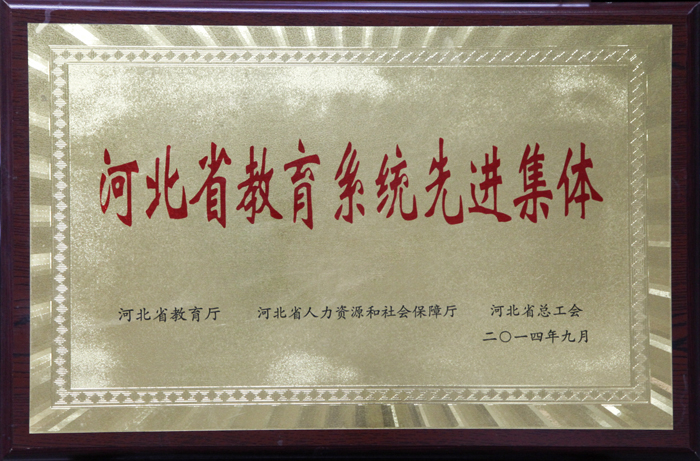 河北省教育系统先进集体
河北省教育厅 河北省人力资源和社会保障厅 河北省总工会
二〇一四年九月